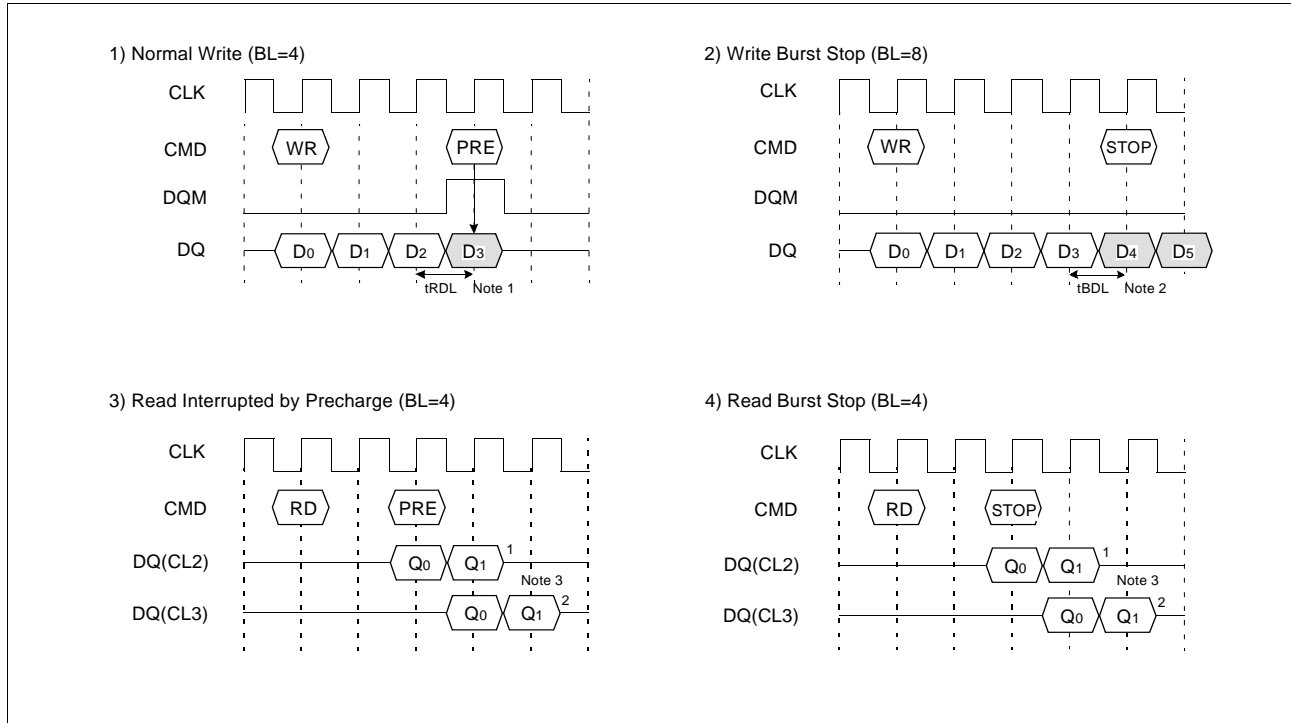 1) Normal Write (BL=4)
CLK
CMD WR PRE
DQM
DQ D0 D1 D2 D3
tRDL Note 1
2) Write Burst Stop (BL=8)
CLK
CMD WR STOP
DQM
DQ D0 D1 D2 D3 D4 D5
tBDL Note 2
3) Read Interrupted by Precharge (BL=4)
CLK
CMD RD PRE
DQ(CL2) Q0 Q1 1
Note 3
DQ(CL3) Q0 Q1 2
4) Read Burst Stop (BL=4)
CLK
CMD RD STOP
DQ(CL2) Q0 Q1 1
Note 3
DQ(CL3) Q0 Q1 2